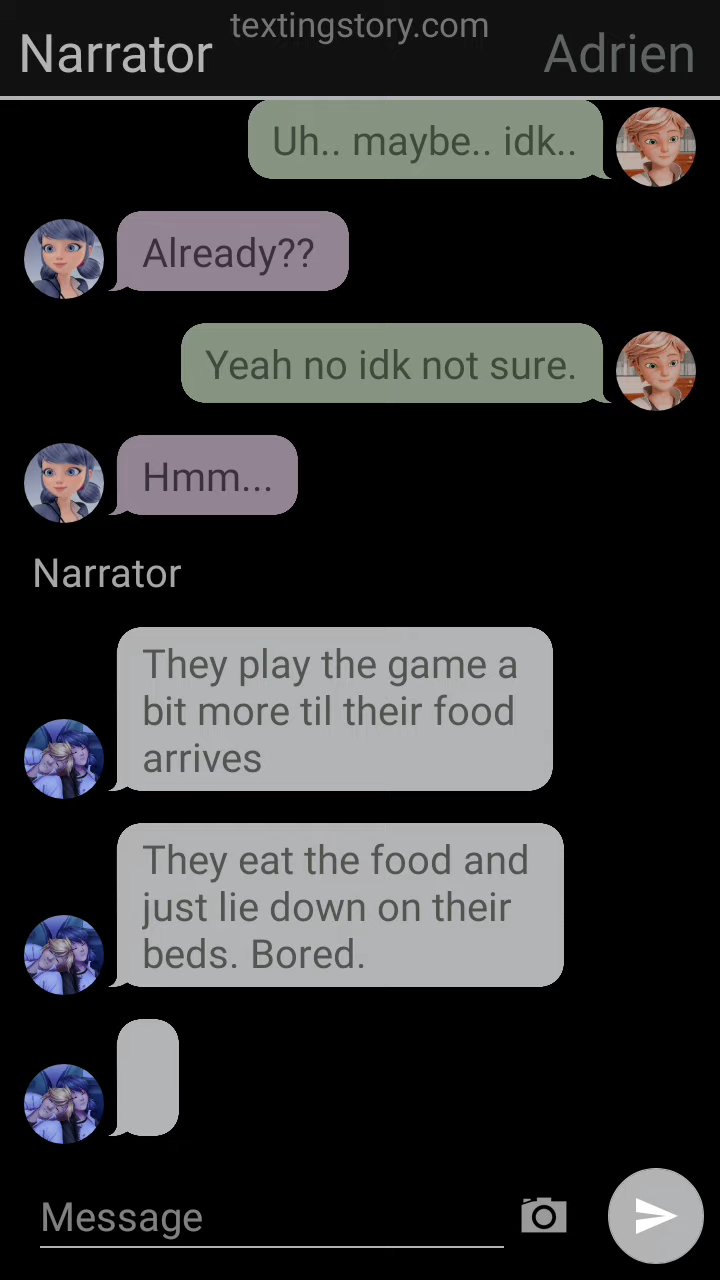 textingstory.com
Narrator
Adrien
Uh.. maybe.. idk..
Already??
Yeah no idk not sure.
Hmm...
Narrator
They play the game a
bit more til their food
arrives
They eat the food and
just lie down on their
beds. Bored.
Message